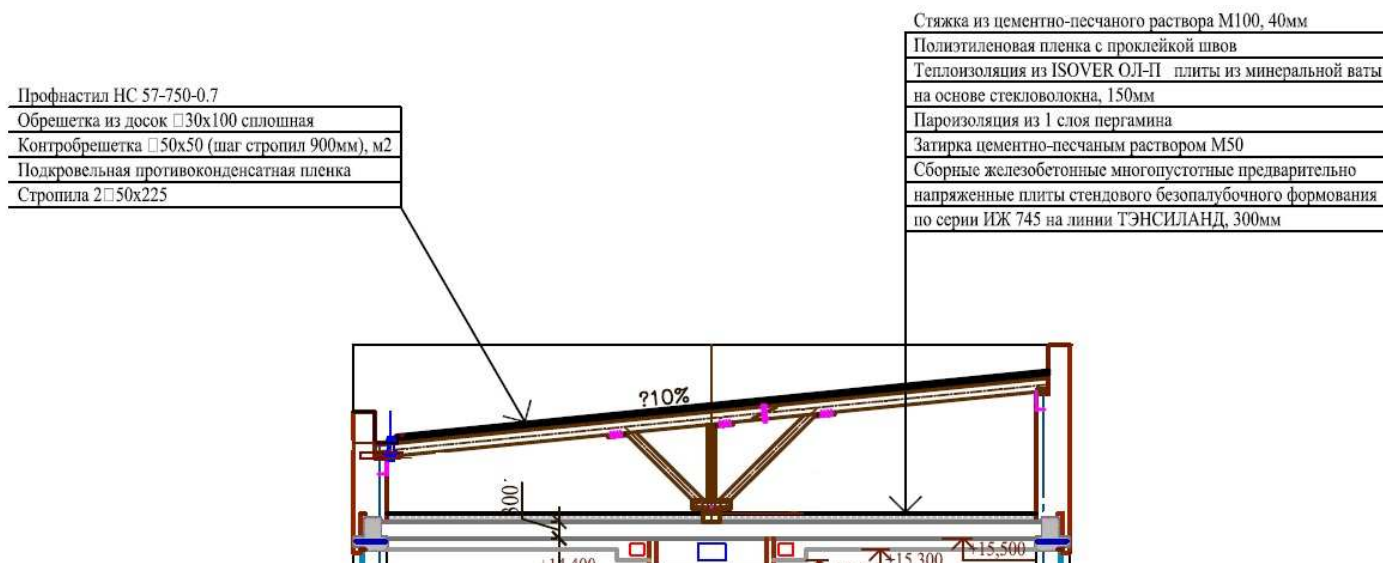 Стяжка из цементно-песчаного раствора М100, 40мм
Полиэтиленовая пленка с проклейкой швов
Теплоизоляция из ISOVER ОЛ-П плиты из минеральной ваты
на основе стекловолокна, 150мм
Пароизоляция из 1 слоя пергамина
Затирка цементно-песчаным раствором М50
Сборные железобетонные многопустотные предварительно
напряженные плиты стендового безопалубочного формования
по серии ИЖ 745 на линии ТЭНСИЛАНД, 300мм
Профнастил НС 57-750-0.7
Обрешетка из досок □30х100 сплошная
Контробрешетка □50х50 (шаг стропил 900мм), м2
Подкровельная противоконденсатная пленка
Стропила 2□50х225
?10%
+15,500
+15,300